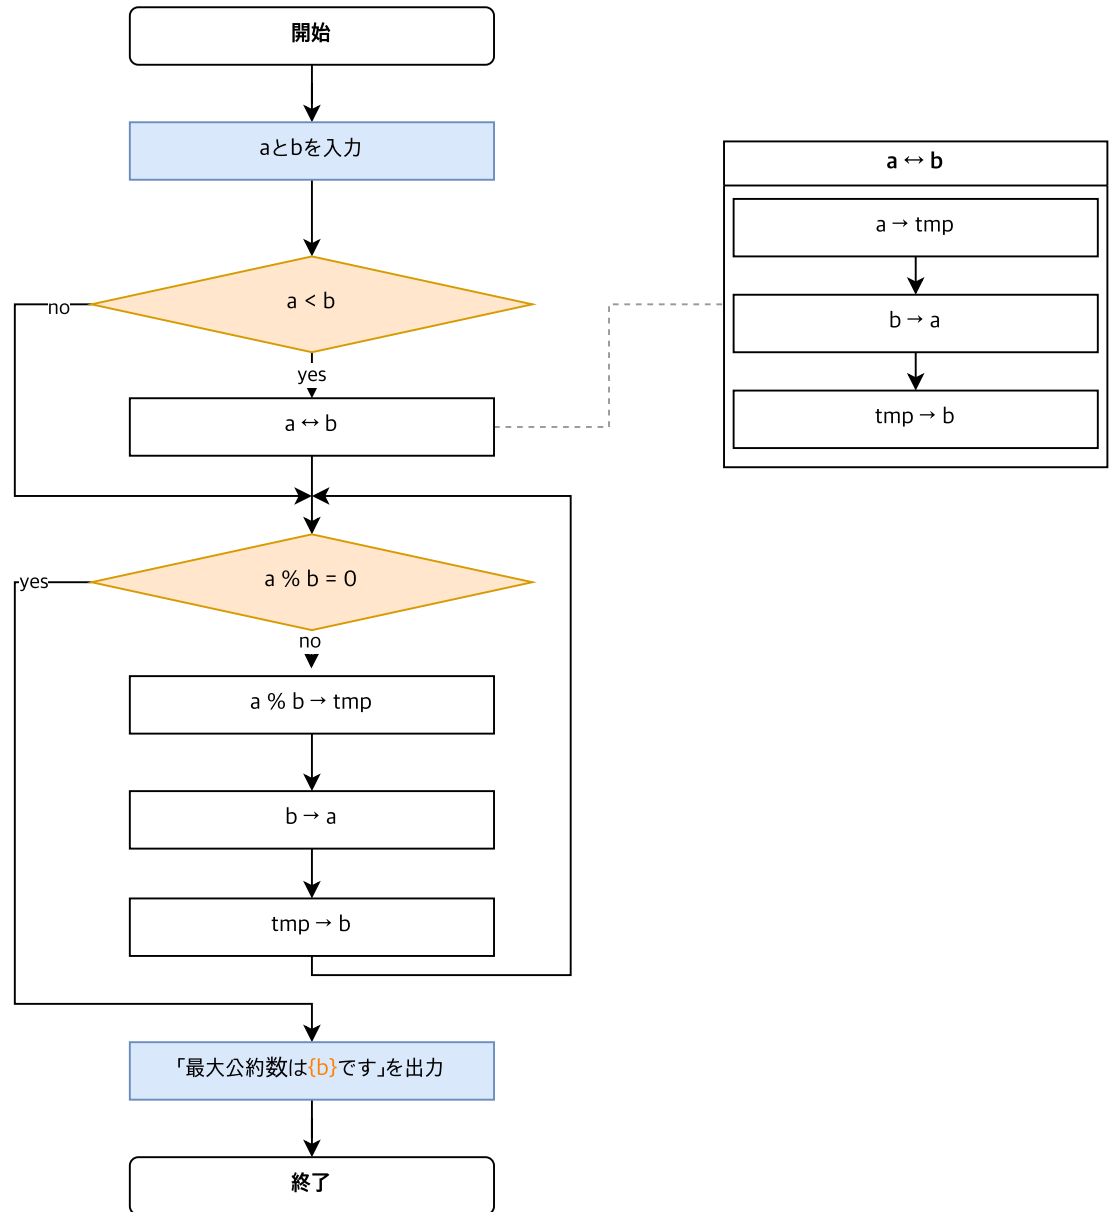 開始
aとbを入力
a < b
no
yes
a ↔ b
a % b = 0
yes
no
a % b → tmp
b → a
tmp → b
「最大公約数は{b}です」を出力
終了
a ↔ b
a → tmp
b → a
tmp → b